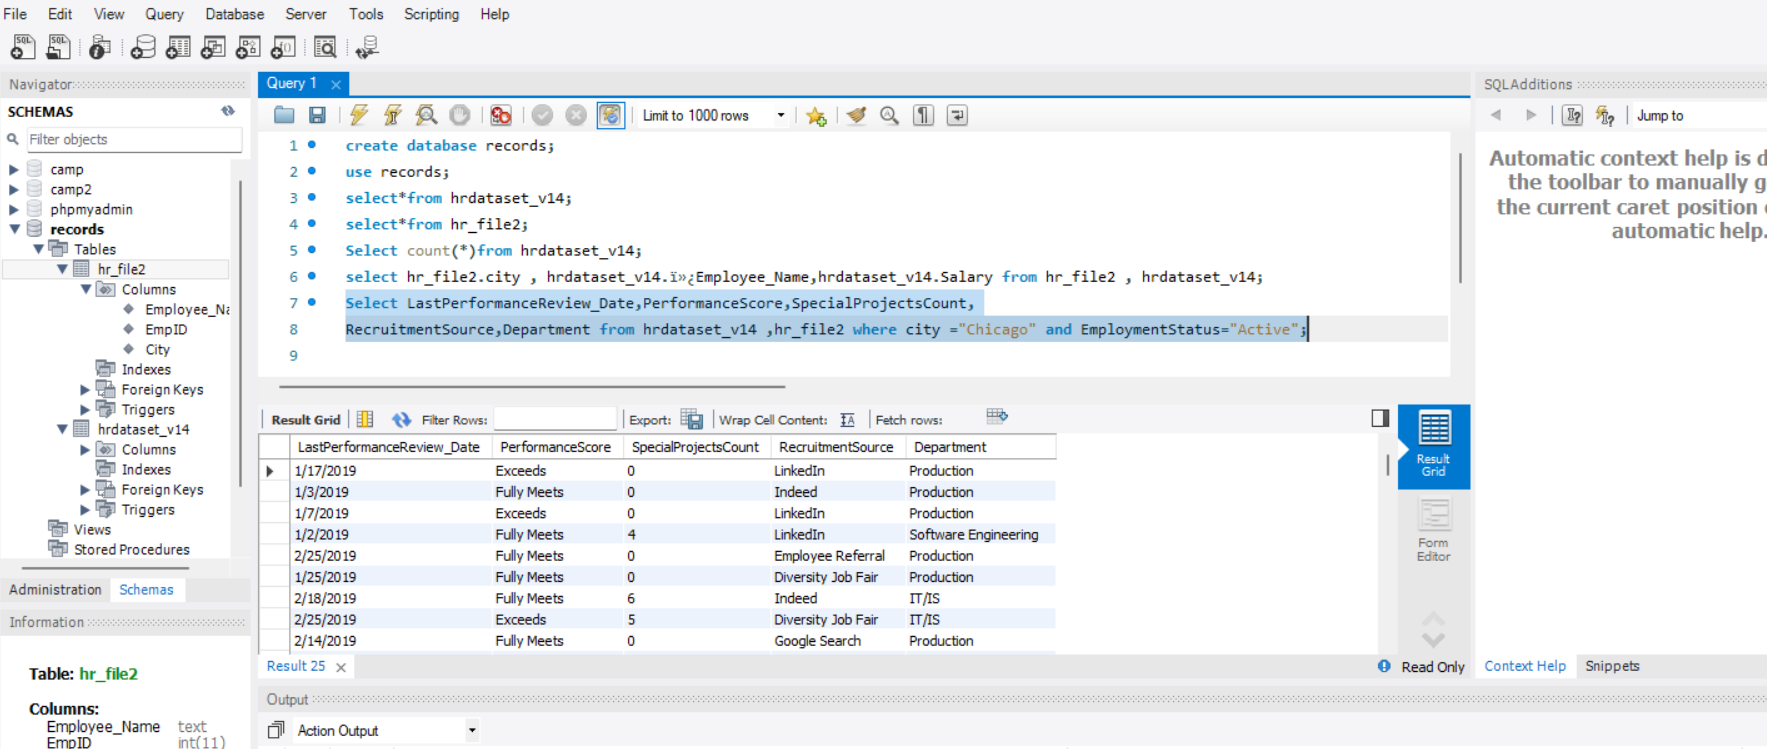 File Edit View Query Database Server Tools Scripting Help
Navigator
SCHEMAS
Filter objects
camp
camp2
phpmyadmin
records
Tables
hr_file2
Columns
Employee_Na
EmpID
City
Indexes
Foreign Keys
Triggers
hrdataset_v14
Columns
Indexes
Foreign Keys
Triggers
Views
Stored Procedures
Administration Schemas
Information
Table: hr_file2
Columns:
Employee_Name text
EmpID int(11)
Query 1
Limit to 1000 rows
1 create database records;
2 use records;
3 select*from hrdataset_v14;
4 select*from hr_file2;
5 Select count(*)from hrdataset_v14;
6 select hr_file2.city , hrdataset_v14.ï»¿Employee_Name,hrdataset_v14.Salary from hr_file2 , hrdataset_v14;
7 Select LastPerformanceReview_Date,PerformanceScore,SpecialProjectsCount,
8 RecruitmentSource,Department from hrdataset_v14 ,hr_file2 where city ="Chicago" and EmploymentStatus="Active";
9
Result Grid Filter Rows: Export: Wrap Cell Content: Fetch rows:
LastPerformanceReview_Date PerformanceScore SpecialProjectsCount RecruitmentSource Department
1/17/2019 Exceeds 0 LinkedIn Production
1/3/2019 Fully Meets 0 Indeed Production
1/7/2019 Exceeds 0 LinkedIn Production
1/2/2019 Fully Meets 4 LinkedIn Software Engineering
2/25/2019 Fully Meets 0 Employee Referral Production
1/25/2019 Fully Meets 0 Diversity Job Fair Production
2/18/2019 Fully Meets 6 Indeed IT/IS
2/25/2019 Exceeds 5 Diversity Job Fair IT/IS
2/14/2019 Fully Meets 0 Google Search Production
Result
Grid
Form
Editor
Result 25
Read Only
Output
Action Output
SQLAdditions
Jump to
Automatic context help is d
the toolbar to manually g
the current caret position
automatic help.
Context Help Snippets